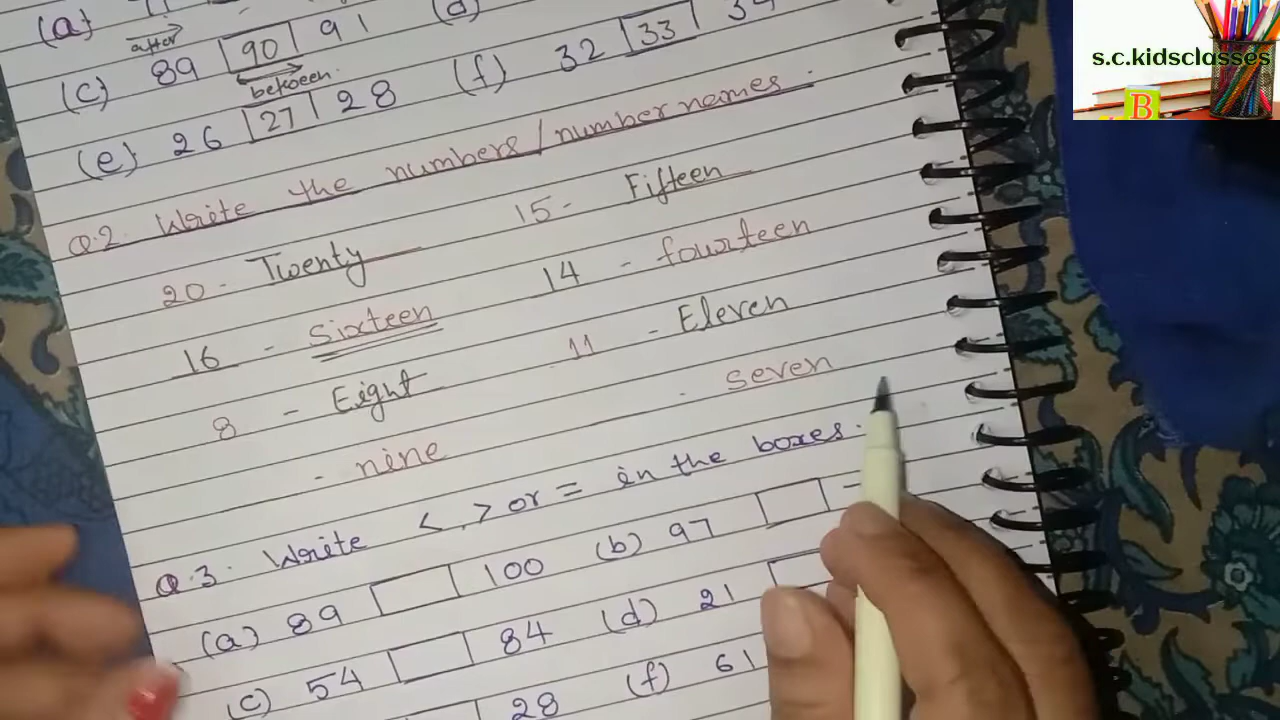 (a)
after
(c) 89 90 91 (d)
between
(e) 26 27 28 (f) 32 33 34
Q.2. Write the numbers/number names.
20 - Twenty 15 - Fifteen
16 - Sixteen 14 - fourteen
8 - Eight 11 - Eleven
- nine - seven
Q.3. Write <, > or = in the boxes.
(a) 89 100 (b) 97
(c) 54 84 (d) 21
28 (f) 61
s.c.kidsclasses
B